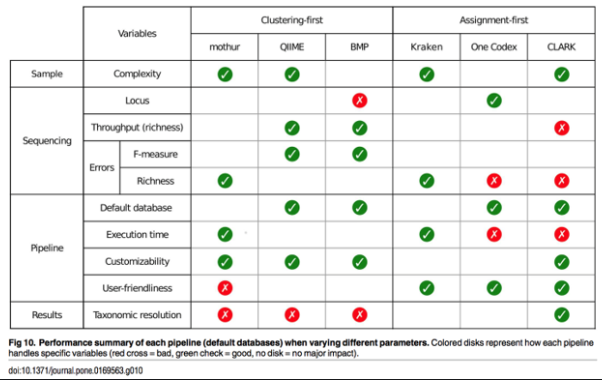 Variables Clustering-first Assignment-first
mothur QIIME BMP Kraken One Codex CLARK
Sample Complexity
Sequencing Locus
Throughput (richness)
Errors F-measure
Richness
Pipeline Default database
Execution time
Customizability
User-friendliness
Results Taxonomic resolution
Fig 10. Performance summary of each pipeline (default databases) when varying different parameters. Colored disks represent how each pipeline
handles specific variables (red cross = bad, green check = good, no disk = no major impact).
doi:10.1371/journal.pone.0169563.g010